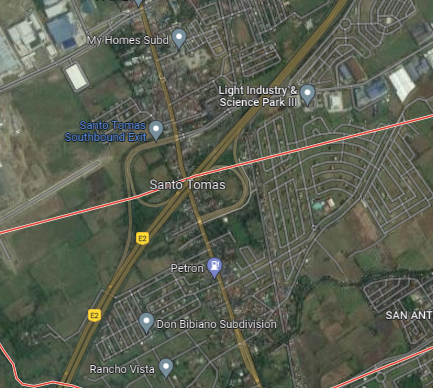 My Homes Subd
Light Industry &
Science Park III
Santo Tomas
Southbound Exit
Santo Tomas
E2
Petron
E2
Don Bibiano Subdivision
SAN ANT
Rancho Vista